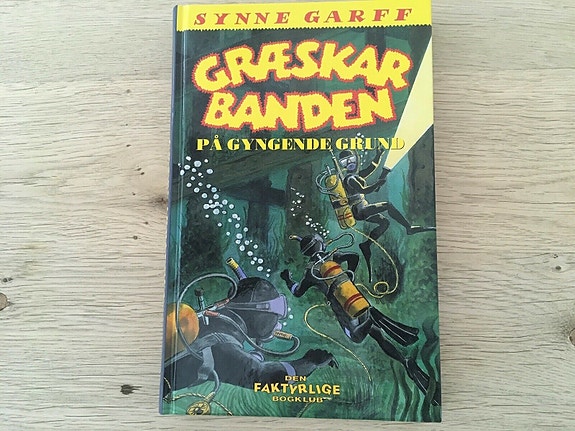 SYNNE GARFF
GRÆSKAR
BANDEN
PÅ GYNGENDE GRUND
DEN
FAKTYRLIGE
BOGKLUB